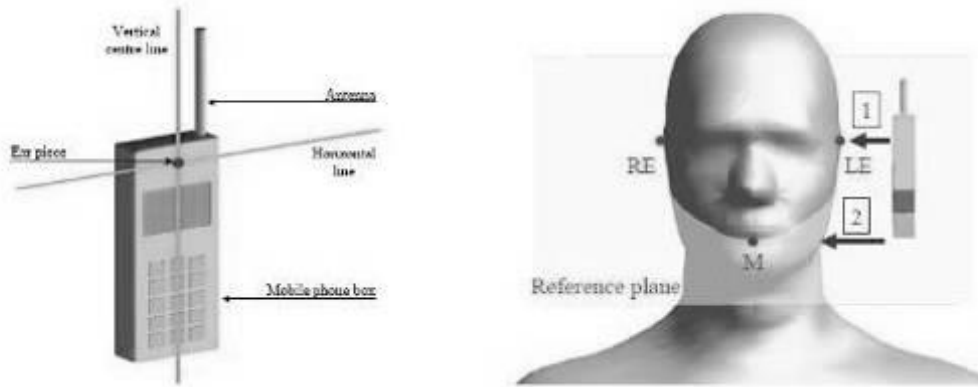 Vertical
centre line
Antenna
Ear piece
Horizontal
line
Mobile phone box
1
RE
LE
2
M
Reference plane